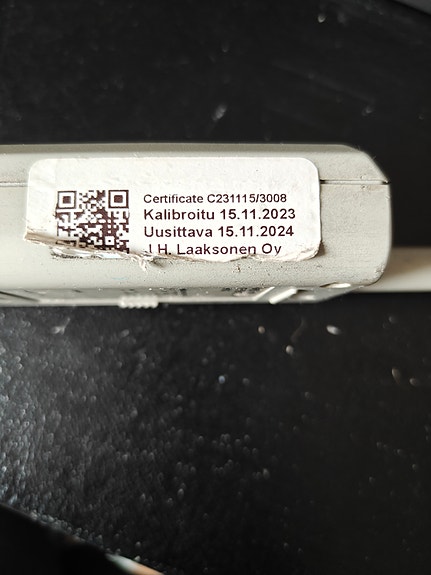 Certificate C231115/3008
Kalibroitu 15.11.2023
Uusittava 15.11.2024
J.H. Laaksonen Oy